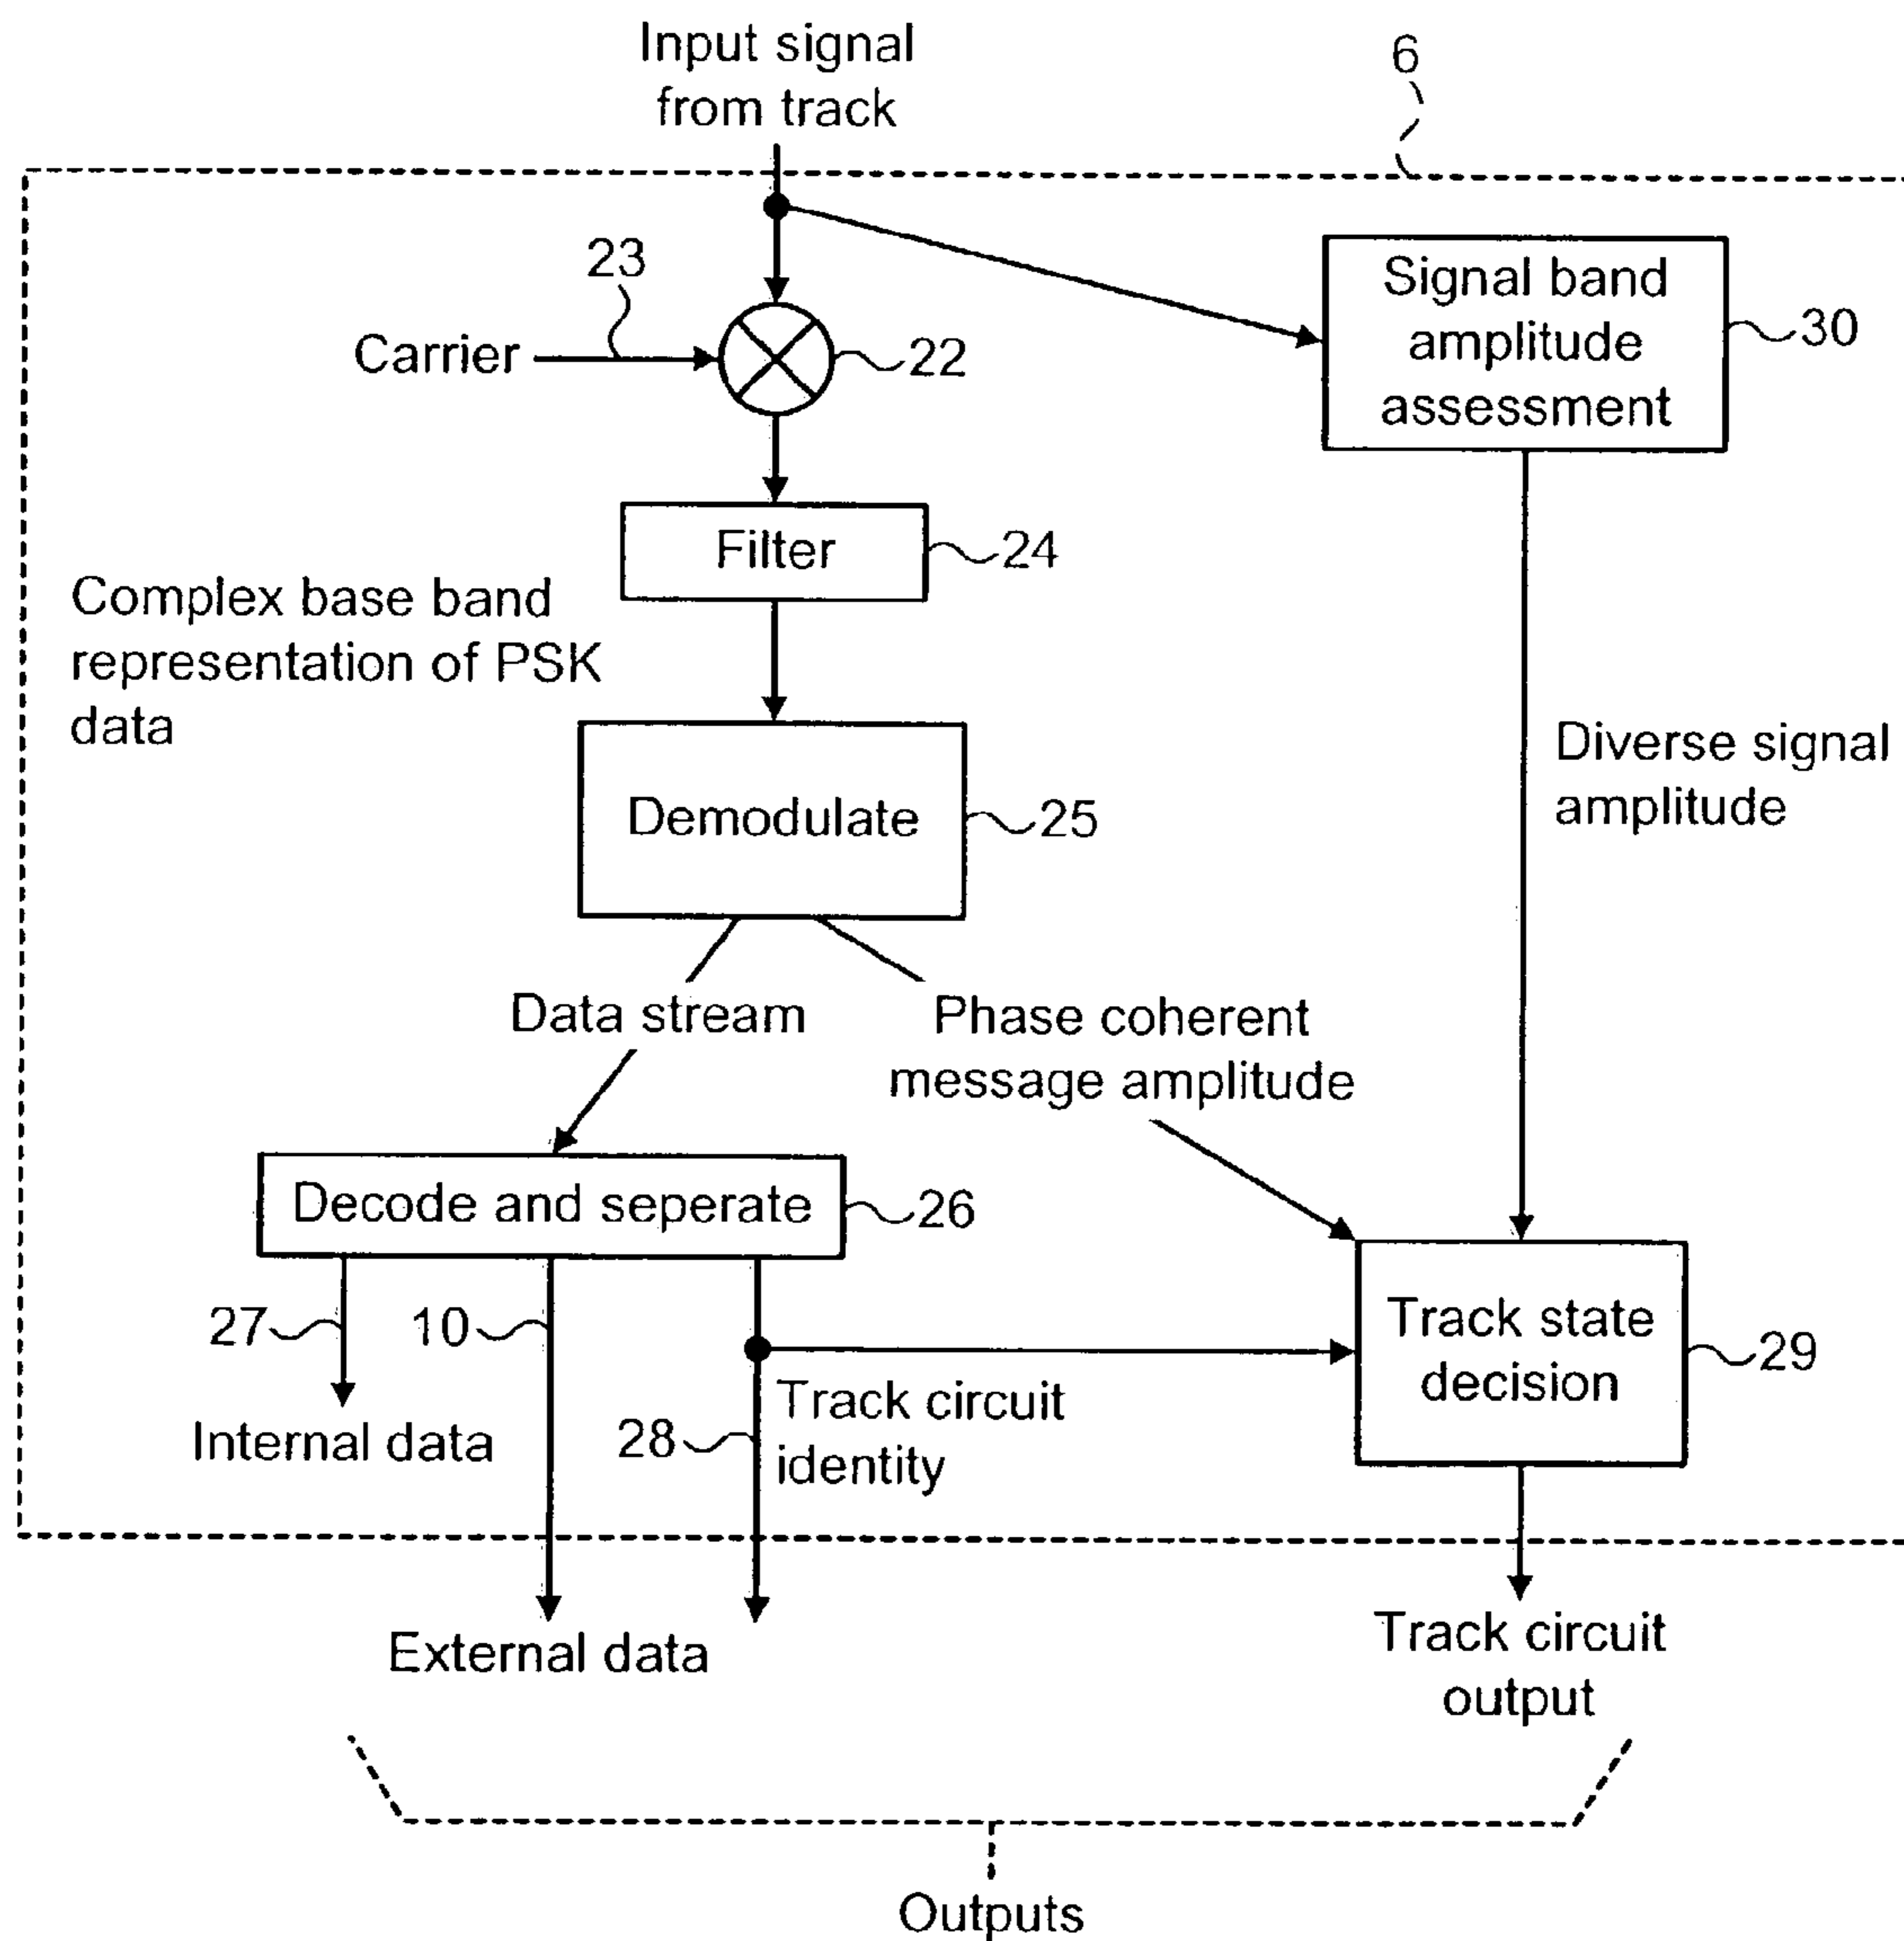 Input signal
from track
6
23
Carrier
22
Signal band
amplitude
assessment
30
Filter
24
Complex base band
representation of PSK
data
Demodulate
25
Diverse signal
amplitude
Data stream
Phase coherent
message amplitude
Decode and seperate
26
27
10
Track state
decision
29
Internal data
28
Track circuit
identity
External data
Track circuit
output
Outputs